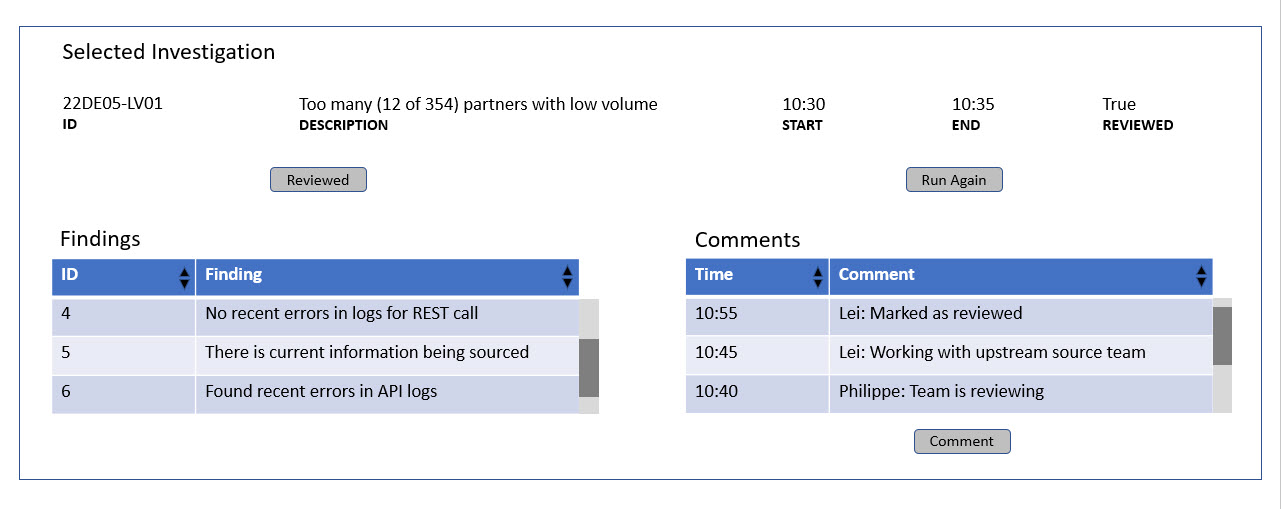 Selected Investigation
22DE05-LV01 Too many (12 of 354) partners with low volume 10:30 10:35 True
ID DESCRIPTION START END REVIEWED
Reviewed Run Again
Findings
ID Finding
4 No recent errors in logs for REST call
5 There is current information being sourced
6 Found recent errors in API logs
Comments
Time Comment
10:55 Lei: Marked as reviewed
10:45 Lei: Working with upstream source team
10:40 Philippe: Team is reviewing
Comment